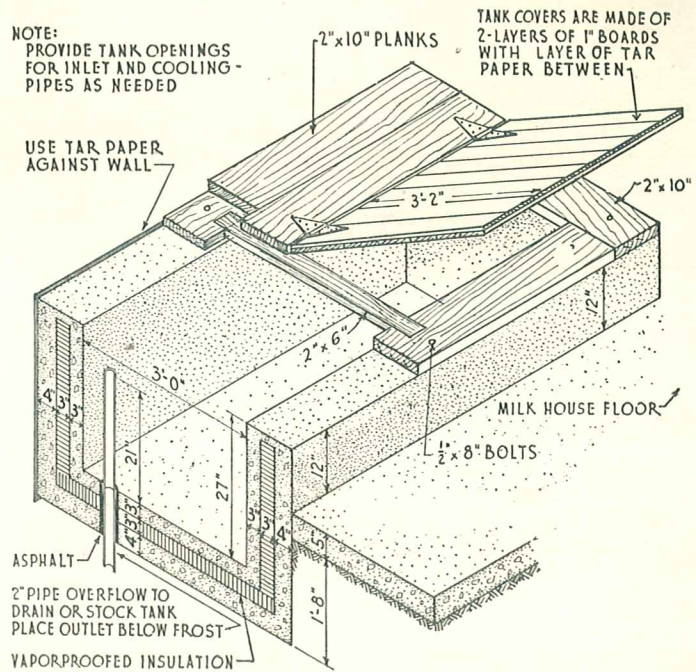 NOTE:
PROVIDE TANK OPENINGS
FOR INLET AND COOLING-
PIPES AS NEEDED
2"x10" PLANKS
TANK COVERS ARE MADE OF
2-LAYERS OF 1" BOARDS
WITH LAYER OF TAR
PAPER BETWEEN
USE TAR PAPER
AGAINST WALL
3'-2"
2"x10"
2"x6"
12"
3'-0"
4" 3" 3"
21"
27"
12"
MILK HOUSE FLOOR
½"x8" BOLTS
3" 3" 4"
4" 3" 3"
5"
1'-8"
ASPHALT
2" PIPE OVERFLOW TO
DRAIN OR STOCK TANK
PLACE OUTLET BELOW FROST
VAPORPROOFED INSULATION